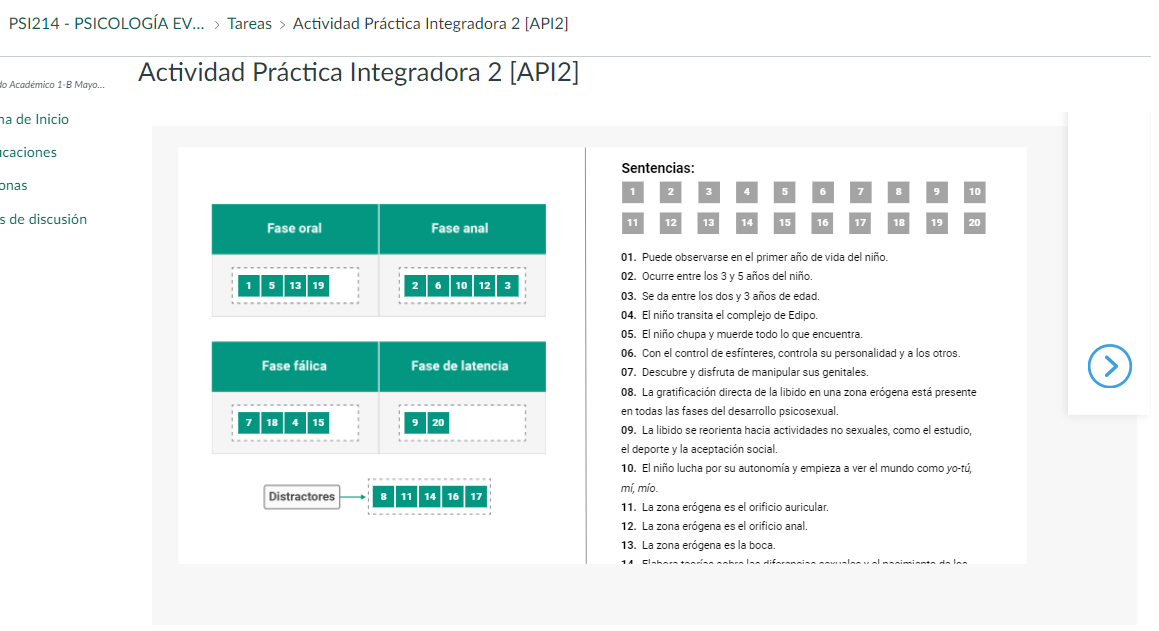 PSI214 - PSICOLOGÍA EV... > Tareas > Actividad Práctica Integradora 2 [API2]
Actividad Práctica Integradora 2 [API2]
do Académico 1-B Mayo...
na de Inicio
icaciones
onas
s de discusión
Fase oral Fase anal
1 5 13 19 2 6 10 12 3
Fase fálica Fase de latencia
7 18 4 15 9 20
Distractores 8 11 14 16 17
Sentencias:
1 2 3 4 5 6 7 8 9 10
11 12 13 14 15 16 17 18 19 20
01. Puede observarse en el primer año de vida del niño.
02. Ocurre entre los 3 y 5 años del niño.
03. Se da entre los dos y 3 años de edad.
04. El niño transita el complejo de Edipo.
05. El niño chupa y muerde todo lo que encuentra.
06. Con el control de esfínteres, controla su personalidad y a los otros.
07. Descubre y disfruta de manipular sus genitales.
08. La gratificación directa de la libido en una zona erógena está presente
en todas las fases del desarrollo psicosexual.
09. La libido se reorienta hacia actividades no sexuales, como el estudio,
el deporte y la aceptación social.
10. El niño lucha por su autonomía y empieza a ver el mundo como yo-tú,
mí, mío.
11. La zona erógena es el orificio auricular.
12. La zona erógena es el orificio anal.
13. La zona erógena es la boca.
14. Elabora teorías sobre las diferencias sexuales y el nacimiento de los